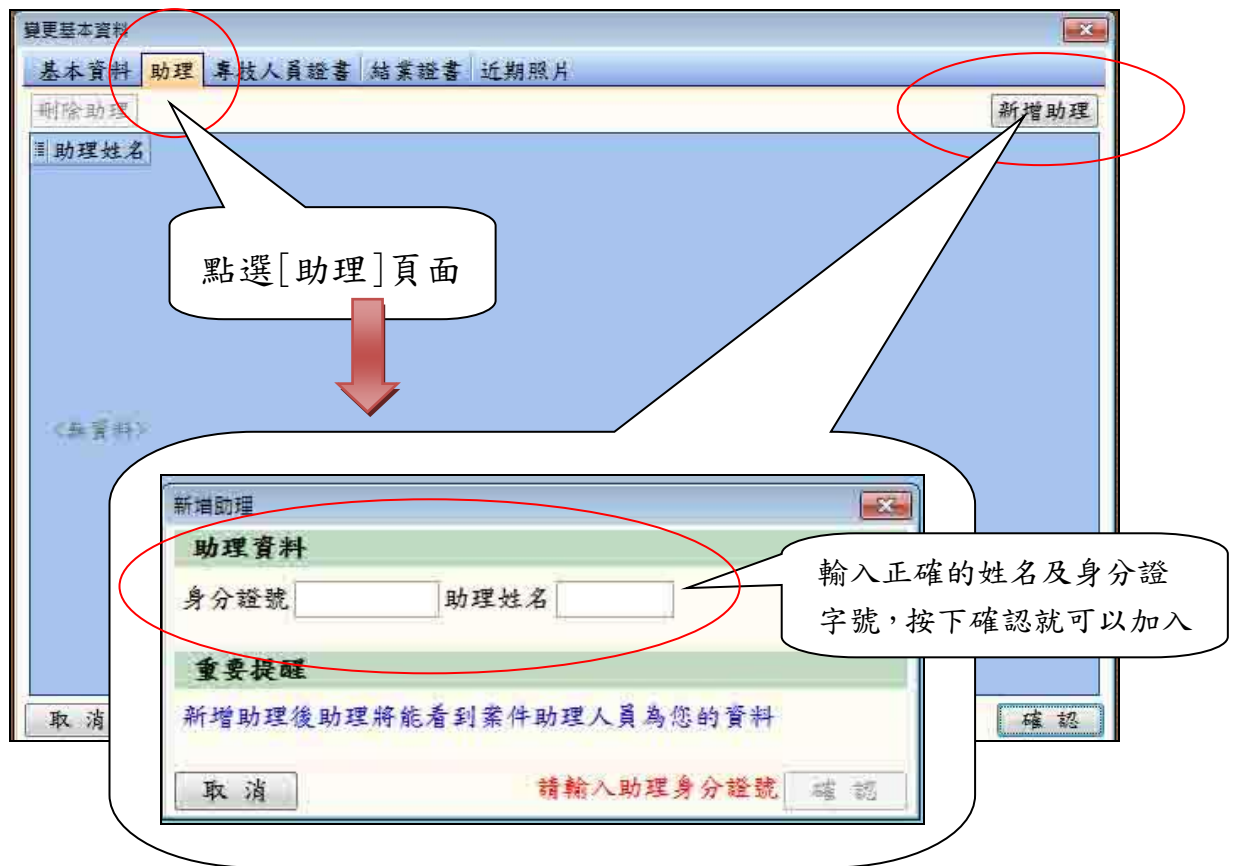 變更基本資料
基本資料 助理 專技人員證書 結業證書 近期照片
刪除助理 新增助理
助理姓名
點選[助理]頁面
<無資料>
新增助理
助理資料
身分證號 助理姓名
輸入正確的姓名及身分證
字號，按下確認就可以加入
重要提醒
新增助理後助理將能看到案件助理人員為您的資料
取消 請輸入助理身分證號 確認
取消 確認